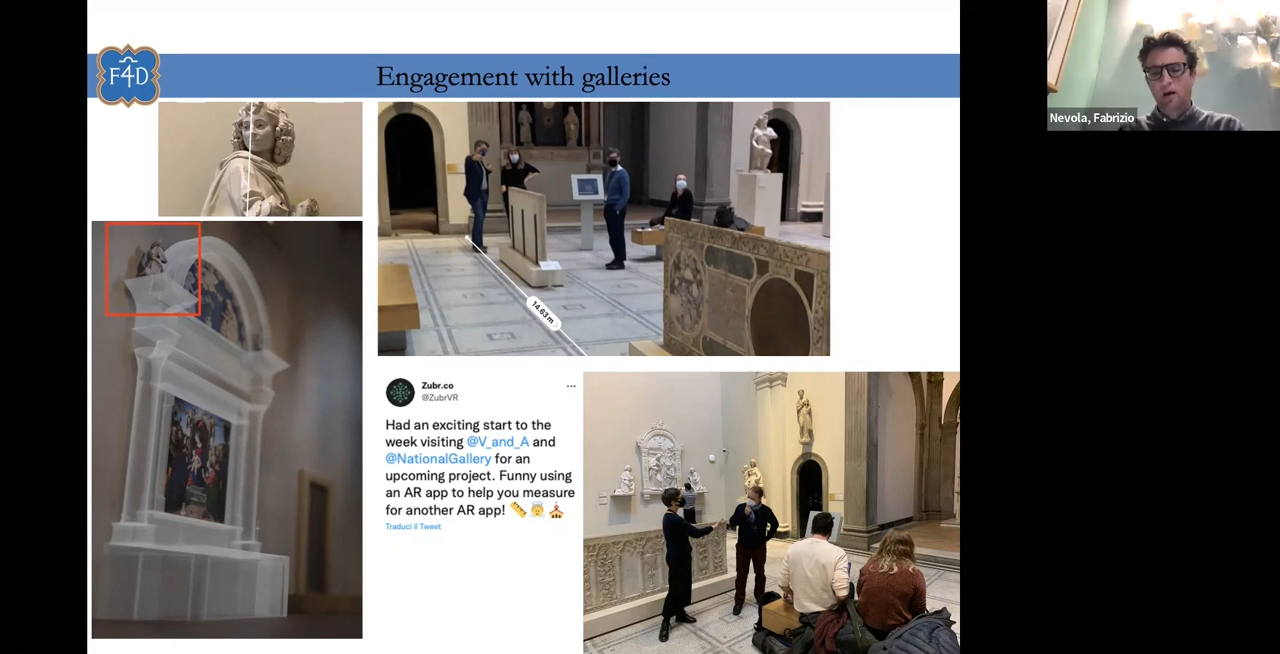 F4D
Engagement with galleries
Nevola, Fabrizio
14.63 m
Zubr.co
@ZubrVR
Had an exciting start to the
week visiting @V_and_A and
@NationalGallery for an
upcoming project. Funny using
an AR app to help you measure
for another AR app!
Traduci il Tweet